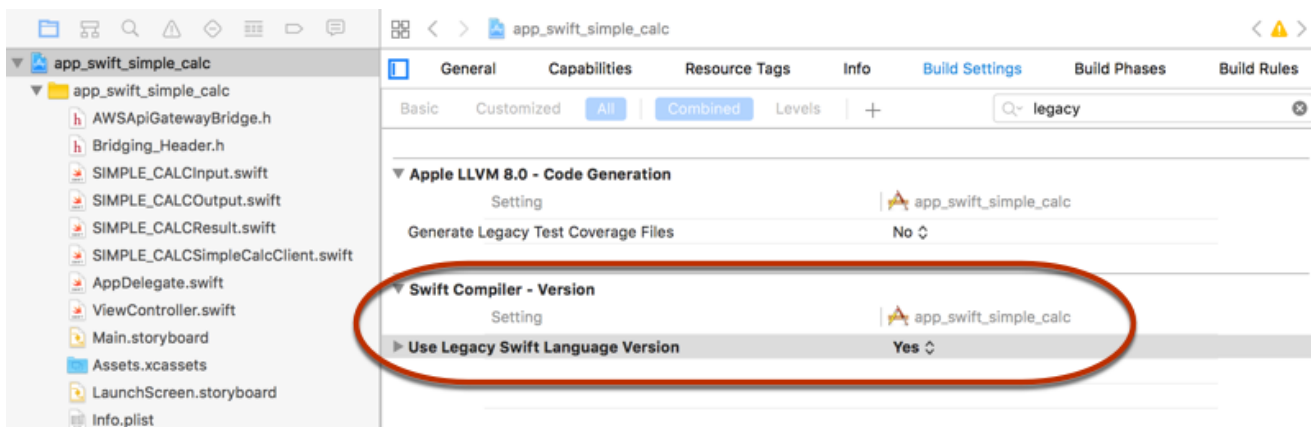 app_swift_simple_calc
General Capabilities Resource Tags Info Build Settings Build Phases Build Rules
Basic Customized All Combined Levels + legacy
app_swift_simple_calc
app_swift_simple_calc
h AWSApiGatewayBridge.h
h Bridging_Header.h
SIMPLE_CALCInput.swift
SIMPLE_CALCOutput.swift
SIMPLE_CALCResult.swift
SIMPLE_CALCSimpleCalcClient.swift
AppDelegate.swift
ViewController.swift
Main.storyboard
Assets.xcassets
LaunchScreen.storyboard
Info.plist
Apple LLVM 8.0 - Code Generation
Setting app_swift_simple_calc
Generate Legacy Test Coverage Files No
Swift Compiler - Version
Setting app_swift_simple_calc
Use Legacy Swift Language Version Yes